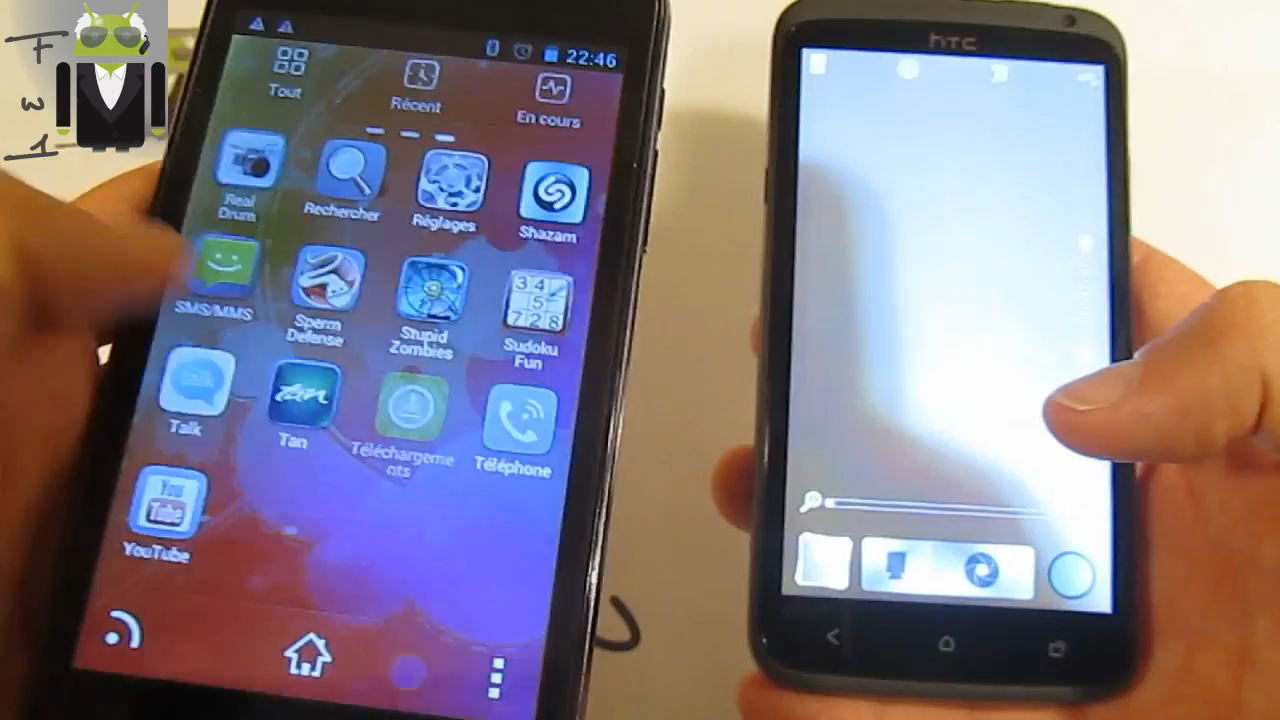 F
W
1
22:46
Tout
Récent
En cours
Real
Drum
Rechercher
Réglages
Shazam
SMS/MMS
Sperm
Defense
Stupid
Zombies
3 4
5
7 2 8
Sudoku
Fun
talk
Talk
Tan
Tan
Téléchargeme
nts
Téléphone
You
Tube
YouTube
hTC